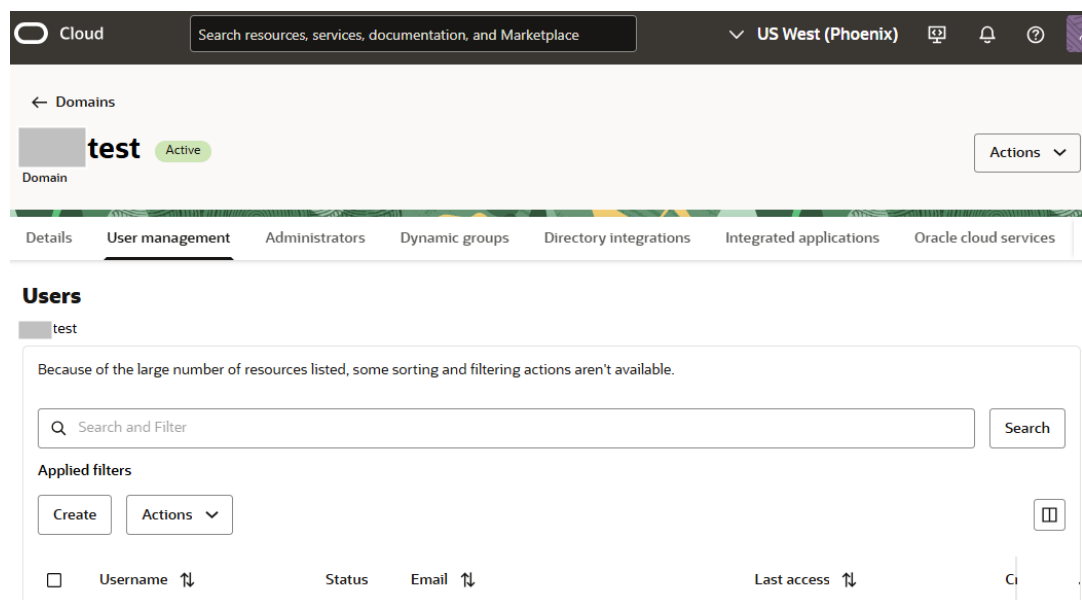 Cloud Search resources, services, documentation, and Marketplace US West (Phoenix)
← Domains
test Active
Actions
Domain
Details User management Administrators Dynamic groups Directory integrations Integrated applications Oracle cloud services
Users
test
Because of the large number of resources listed, some sorting and filtering actions aren't available.
Search and Filter Search
Applied filters
Create Actions
Username Status Email Last access